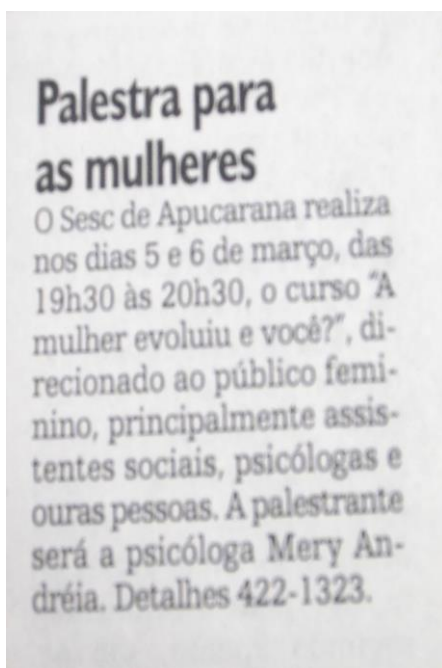 Palestra para
as mulheres
O Sesc de Apucarana realiza
nos dias 5 e 6 de março, das
19h30 às 20h30, o curso “A
mulher evoluiu e você?”, di-
recionado ao público femi-
nino, principalmente assis-
tentes sociais, psicólogas e
ouras pessoas. A palestrante
será a psicóloga Mery An-
dréia. Detalhes 422-1323.